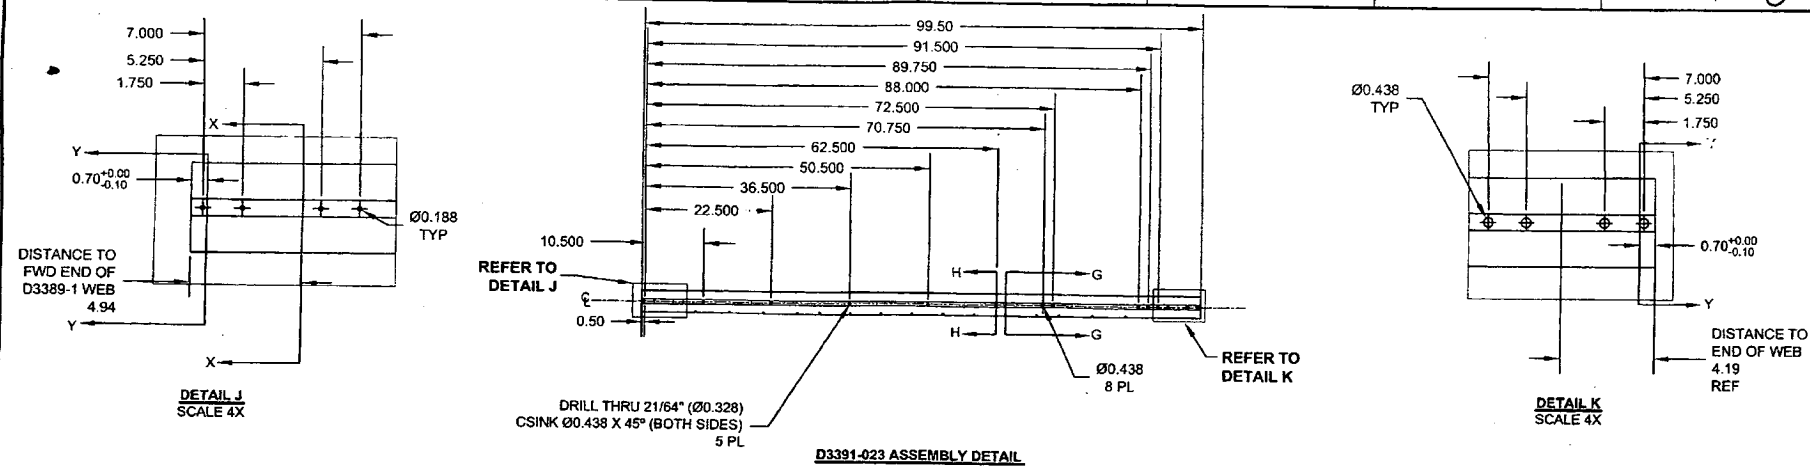 7.000
5.250
1.750
X
Y
0.70 +0.00 -0.10
Ø0.188
TYP
DISTANCE TO
FWD END OF
D3389-1 WEB
4.94
Y
X
DETAIL J
SCALE 4X
99.50
91.500
89.750
88.000
72.500
70.750
62.500
50.500
36.500
22.500
10.500
REFER TO
DETAIL J
H
G
CL
0.50
H
G
REFER TO
DETAIL K
Ø0.438
8 PL
DRILL THRU 21/64" (Ø0.328)
CSINK Ø0.438 X 45° (BOTH SIDES)
5 PL
D3391-023 ASSEMBLY DETAIL
Ø0.438
TYP
7.000
5.250
1.750
0.70 +0.00 -0.10
Y
DISTANCE TO
END OF WEB
4.19
REF
DETAIL K
SCALE 4X